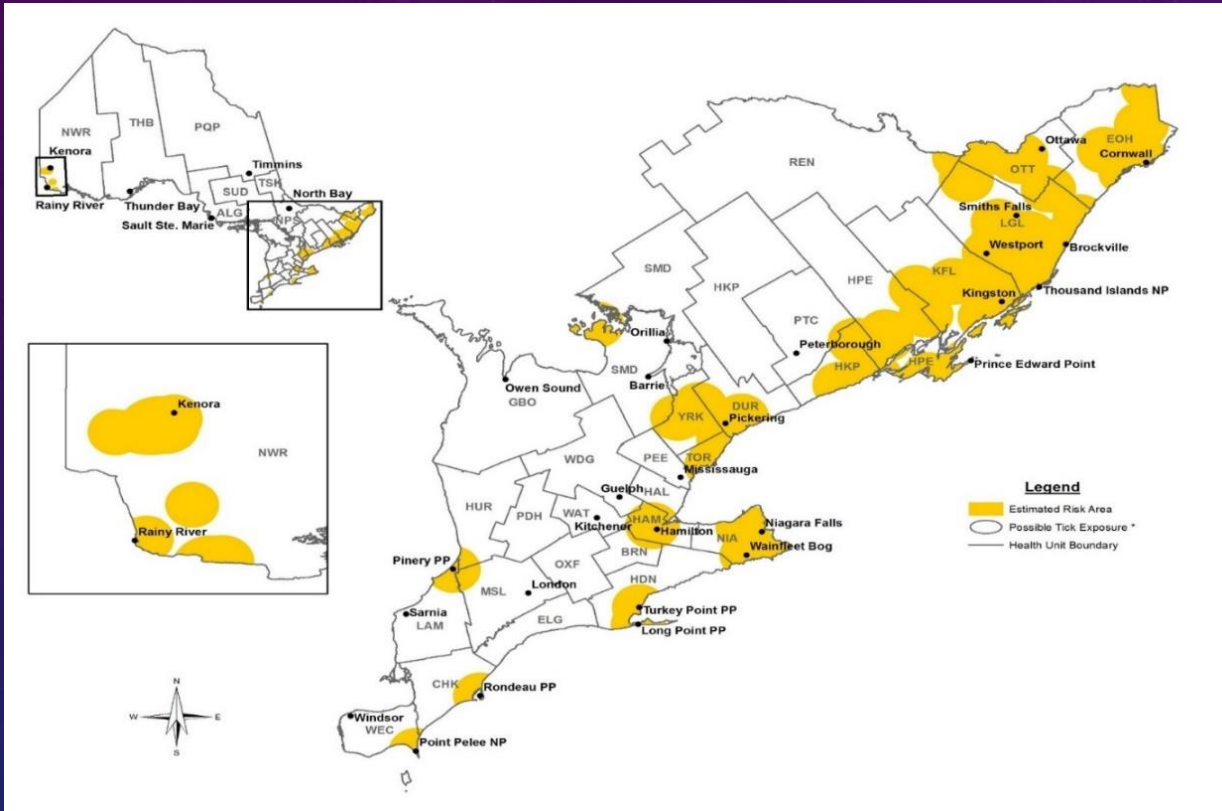 NWR
THB
PQP
Kenora
Timmins
TSK
SUD
North Bay
Rainy River
Thunder Bay
ALG
NPS
Sault Ste. Marie
REN
Ottawa
EOH
Cornwall
OTT
Smiths Falls
LGL
Westport
Brockville
SMD
HKP
HPE
KFL
Kingston
Thousand Islands NP
PTC
Orillia
Peterborough
HKP
HPE
Prince Edward Point
SMD
Barrie
Owen Sound
GBO
YRK
DUR
Pickering
WDG
PEE
TOR
Mississauga
Guelph
HAL
HUR
PDH
WAT
Kitchener
HAM
Hamilton
Niagara Falls
NIA
Wainfleet Bog
BRN
Pinery PP
OXF
MSL
London
HDN
Turkey Point PP
Long Point PP
Sarnia
LAM
ELG
CHK
Rondeau PP
Windsor
WEC
Point Pelee NP
Kenora
NWR
Rainy River
Legend
Estimated Risk Area
Possible Tick Exposure *
Health Unit Boundary
N
W
E
S